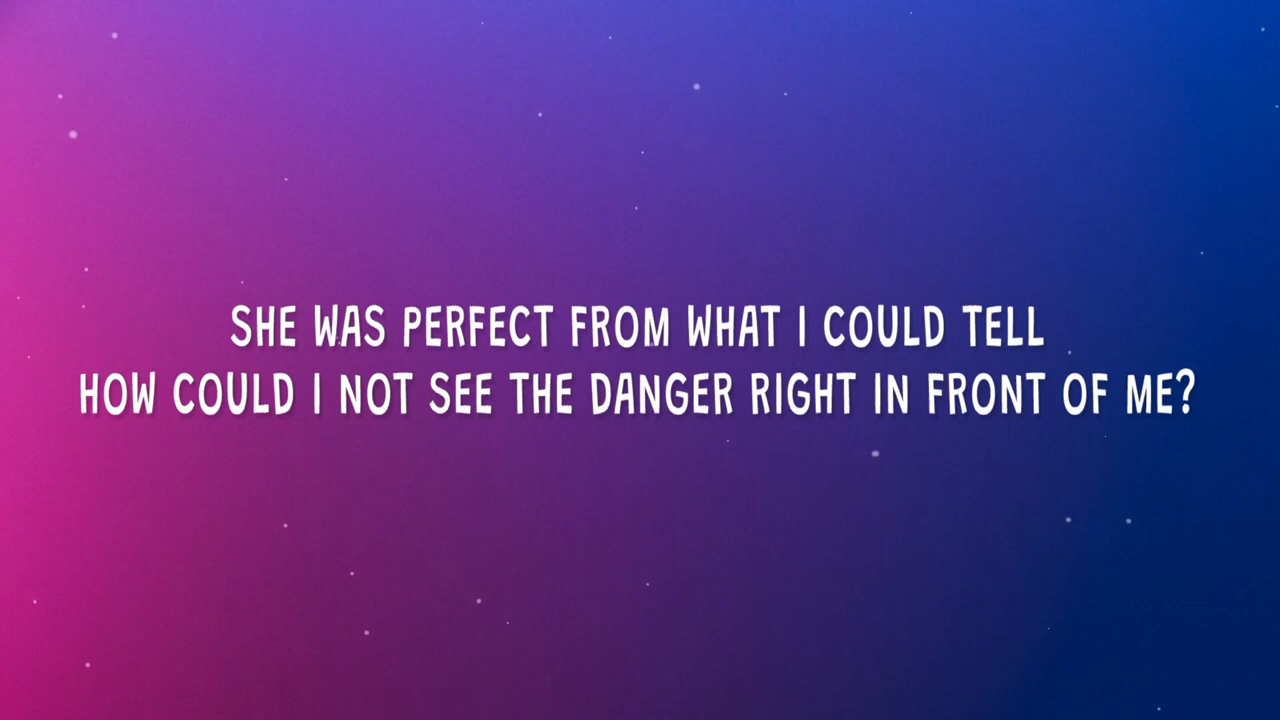 SHE WAS PERFECT FROM WHAT I COULD TELL
HOW COULD I NOT SEE THE DANGER RIGHT IN FRONT OF ME?